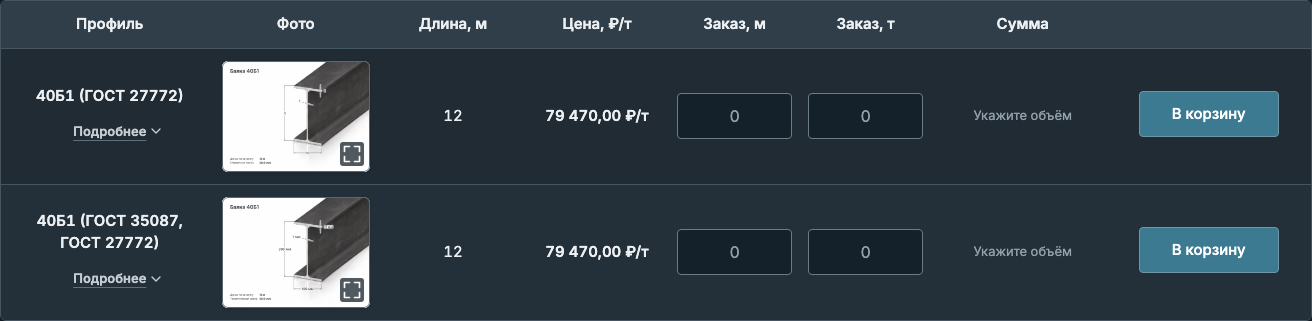 Профиль Фото Длина, м Цена, ₽/т Заказ, м Заказ, т Сумма
40Б1 (ГОСТ 27772)
Подробнее
Балка 40Б1
12 79 470,00 ₽/т 0 0 Укажите объём В корзину
40Б1 (ГОСТ 35087,
ГОСТ 27772)
Подробнее
Балка 40Б1
12 79 470,00 ₽/т 0 0 Укажите объём В корзину